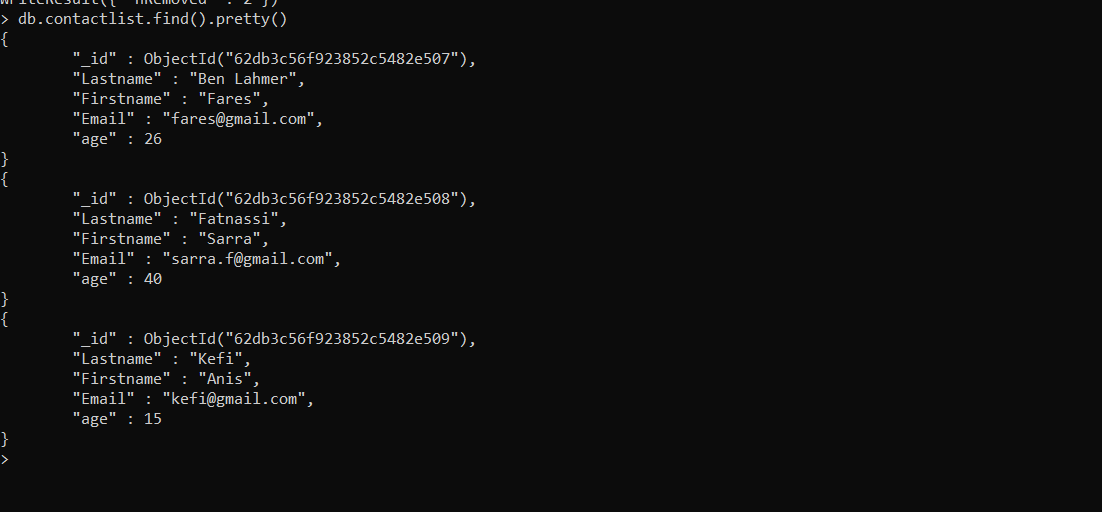 WriteResult({ "nRemoved" : 2 })
> db.contactlist.find().pretty()
{
        "_id" : ObjectId("62db3c56f923852c5482e507"),
        "Lastname" : "Ben Lahmer",
        "Firstname" : "Fares",
        "Email" : "fares@gmail.com",
        "age" : 26
}
{
        "_id" : ObjectId("62db3c56f923852c5482e508"),
        "Lastname" : "Fatnassi",
        "Firstname" : "Sarra",
        "Email" : "sarra.f@gmail.com",
        "age" : 40
}
{
        "_id" : ObjectId("62db3c56f923852c5482e509"),
        "Lastname" : "Kefi",
        "Firstname" : "Anis",
        "Email" : "kefi@gmail.com",
        "age" : 15
}
>